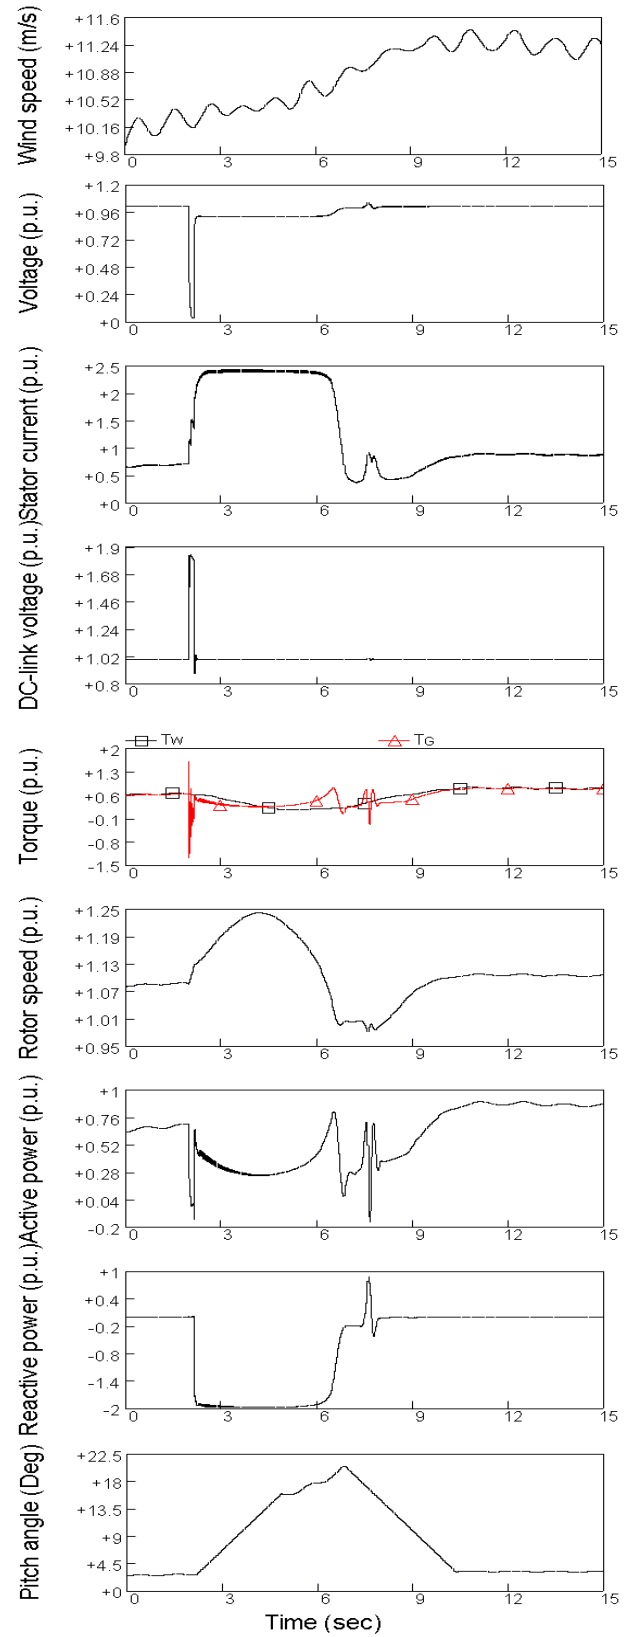 Wind speed (m/s)
+11.6
+11.24
+10.88
+10.52
+10.16
+9.8
0 3 6 9 12 15
Voltage (p.u.)
+1.2
+0.96
+0.72
+0.48
+0.24
+0
0 3 6 9 12 15
Stator current (p.u.)
+2.5
+2
+1.5
+1
+0.5
+0
0 3 6 9 12 15
DC-link voltage (p.u.)
+1.9
+1.68
+1.46
+1.24
+1.02
+0.8
0 3 6 9 12 15
Tw TG
Torque (p.u.)
+2
+1.3
+0.6
-0.1
-0.8
-1.5
0 3 6 9 12 15
Rotor speed (p.u.)
+1.25
+1.19
+1.13
+1.07
+1.01
+0.95
0 3 6 9 12 15
Active power (p.u.)
+1
+0.76
+0.52
+0.28
+0.04
-0.2
0 3 6 9 12 15
Reactive power (p.u.)
+1
+0.4
-0.2
-0.8
-1.4
-2
0 3 6 9 12 15
Pitch angle (Deg)
+22.5
+18
+13.5
+9
+4.5
+0
0 3 6 9 12 15
Time (sec)